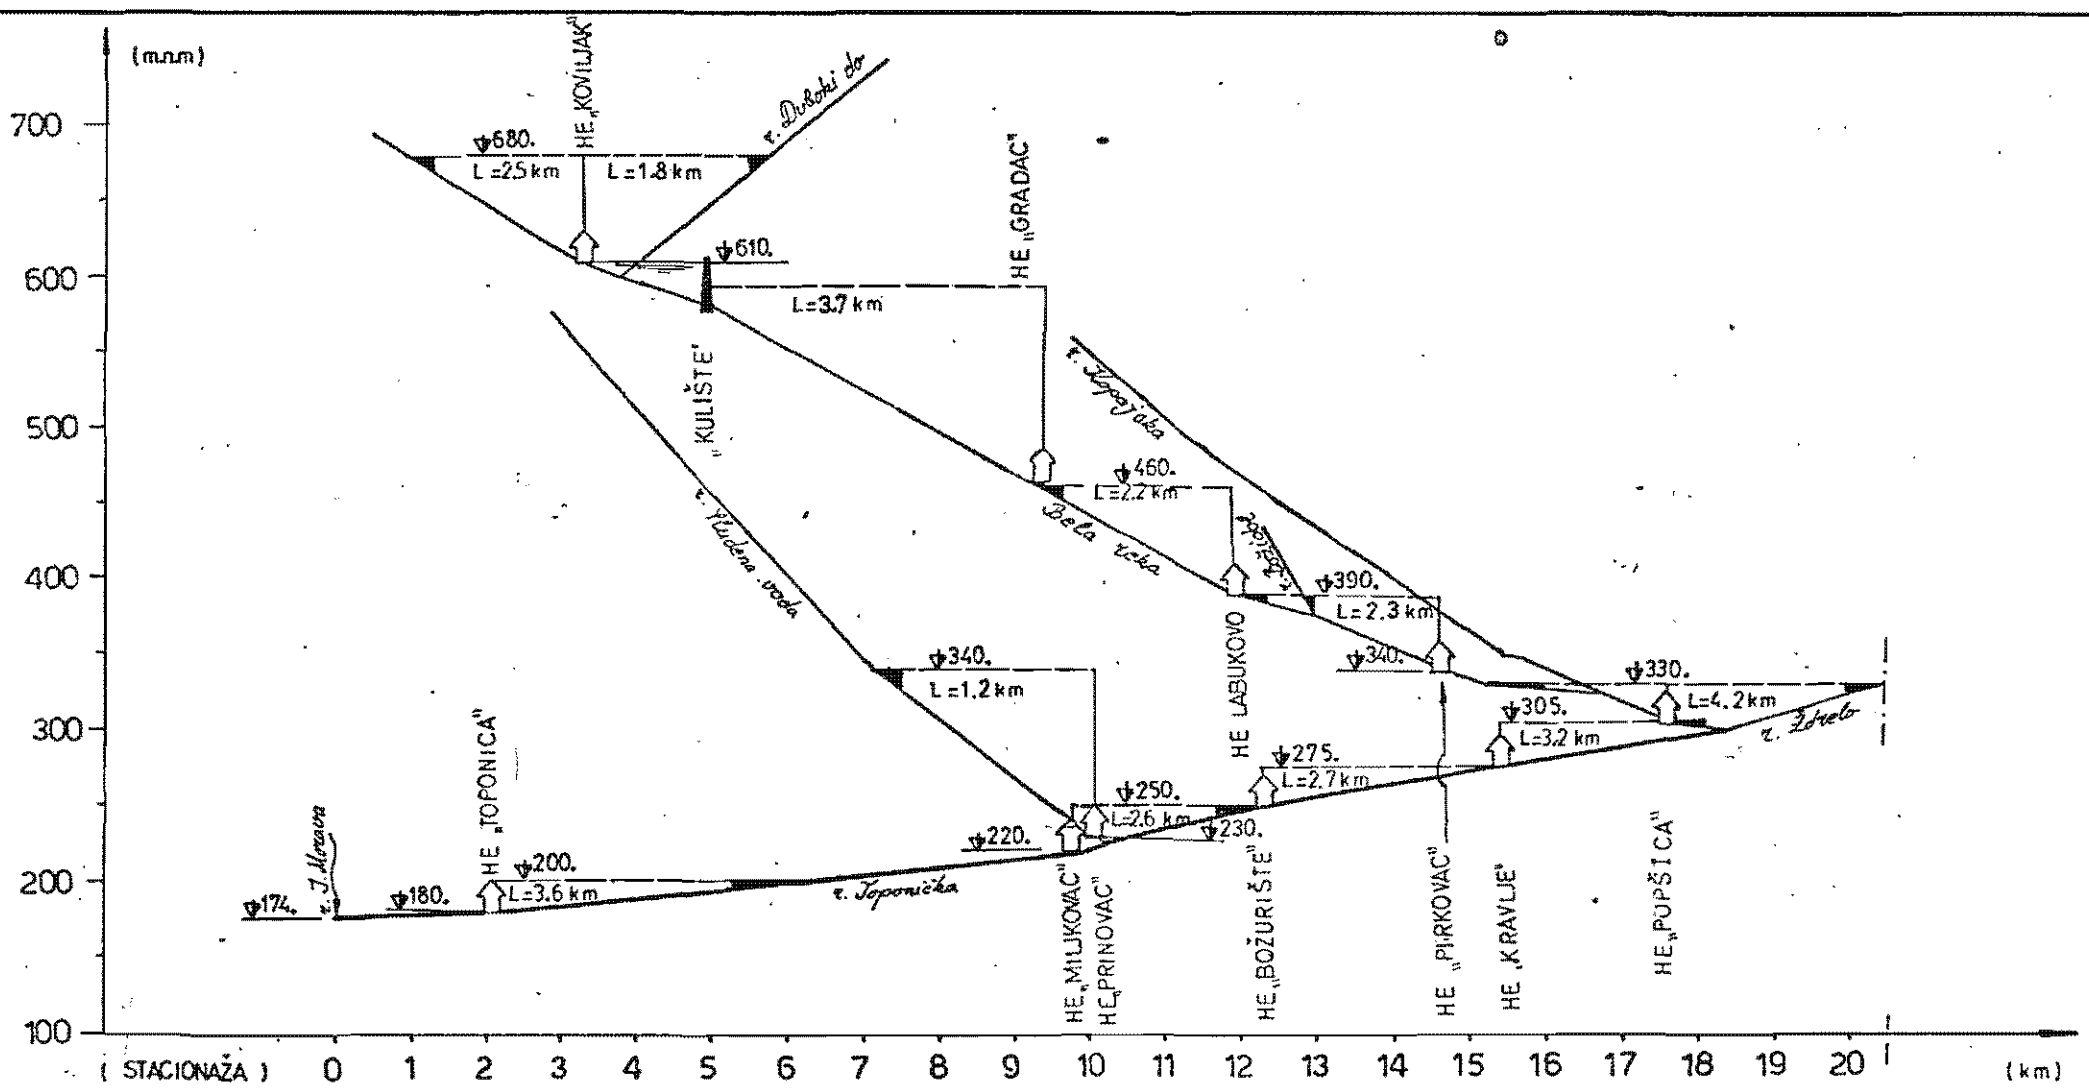 (m.n.m)
700
600
500
400
300
200
100
HE „KOVILJAK"
r. Duboki do
680.
L=2.5 km
L=1.8 km
610.
HE „GRADAC"
L=3.7 km
„KULIŠTE"
r. Kopajska
460.
L=2.2 km
r. Studena voda
Bela reka
390.
L=2.3 km
340.
L=1.2 km
HE LABUKOVO
340.
330.
L=4.2 km
305.
L=3.2 km
r. Ždrelo
275.
L=2.7 km
HE „TOPONICA"
250.
L=2.6
230.
220.
r. J. Morava
200.
L=3.6 km
r. Toponička
174.
180.
HE „MILJKOVAC"
HE „PRINOVAC"
HE „BOŽURIŠTE"
HE „PIRKOVAC"
HE „KRAVLJE"
HE „POPŠICA"
( STACIONAŽA ) 0 1 2 3 4 5 6 7 8 9 10 11 12 13 14 15 16 17 18 19 20 (km)